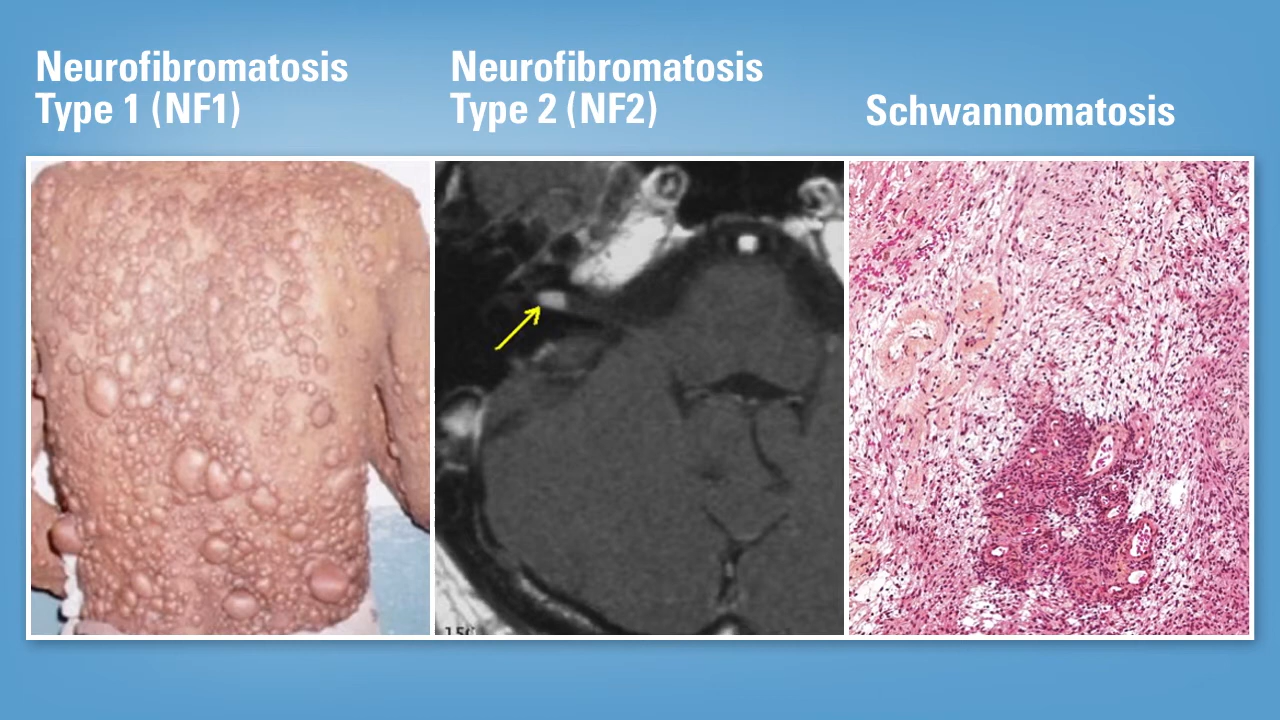 Neurofibromatosis
Type 1 (NF1)
Neurofibromatosis
Type 2 (NF2)
Schwannomatosis